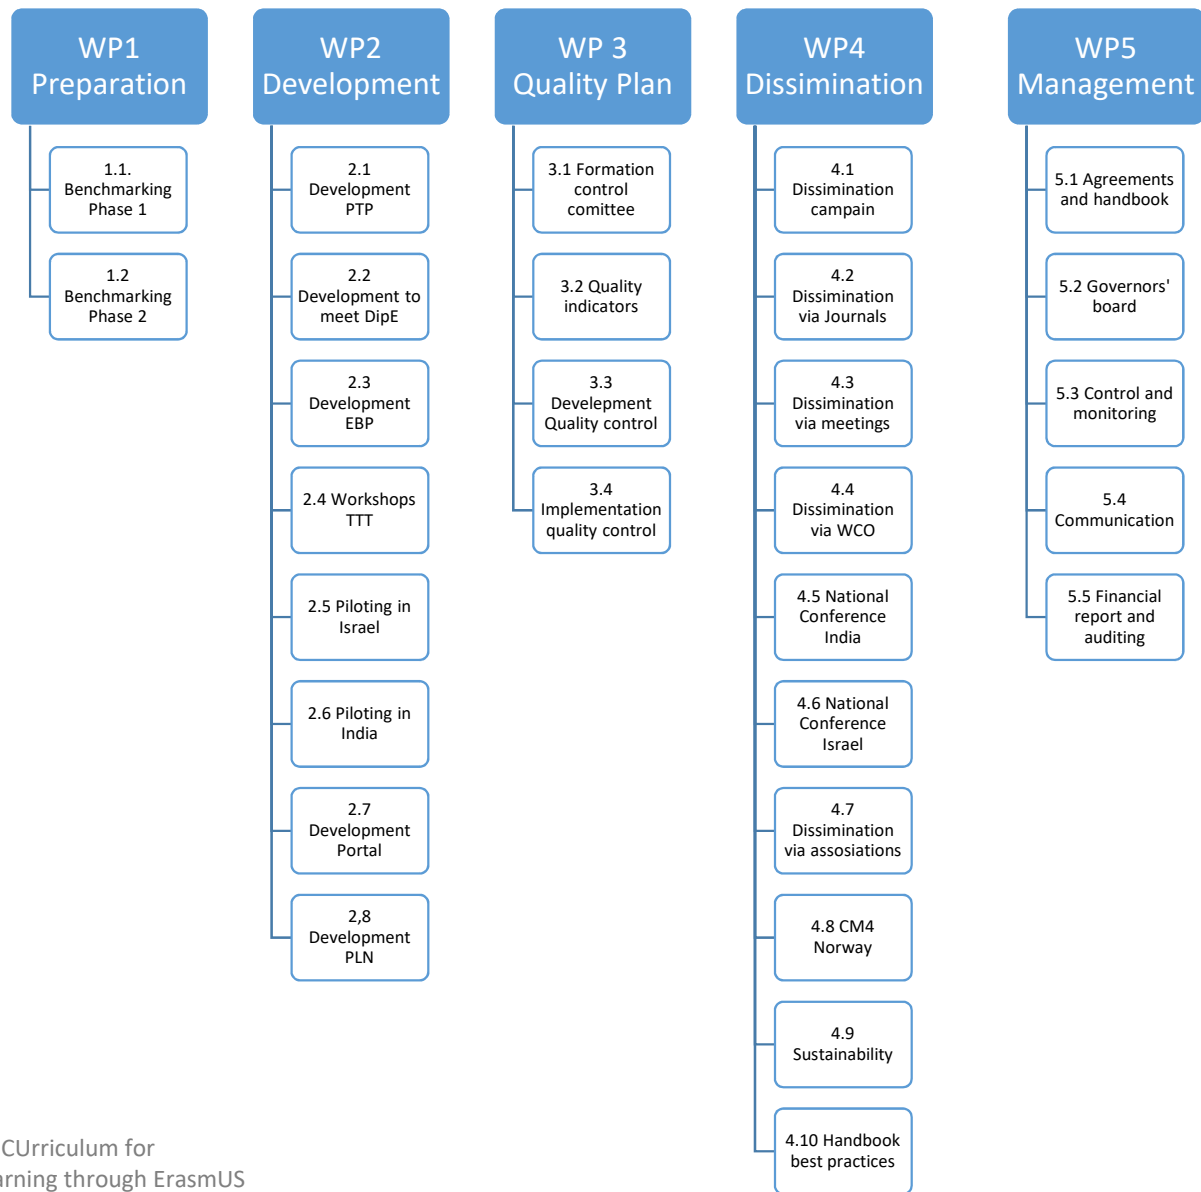 WP1
Preparation
1.1.
Benchmarking
Phase 1
1.2
Benchmarking
Phase 2
WP2
Development
2.1
Development
PTP
2.2
Development to
meet DipE
2.3
Development
EBP
2.4 Workshops
TTT
2.5 Piloting in
Israel
2.6 Piloting in
India
2.7
Development
Portal
2,8
Development
PLN
WP 3
Quality Plan
3.1 Formation
control
comittee
3.2 Quality
indicators
3.3
Develepment
Quality control
3.4
Implementation
quality control
WP4
Dissimination
4.1
Dissimination
campain
4.2
Dissimination
via Journals
4.3
Dissimination
via meetings
4.4
Dissimination
via WCO
4.5 National
Conference
India
4.6 National
Conference
Israel
4.7
Dissimination
via assosiations
4.8 CM4
Norway
4.9
Sustainability
4.10 Handbook
best practices
WP5
Management
5.1 Agreements
and handbook
5.2 Governors'
board
5.3 Control and
monitoring
5.4
Communication
5.5 Financial
report and
auditing
CUrriculum for
arning through ErasmUS